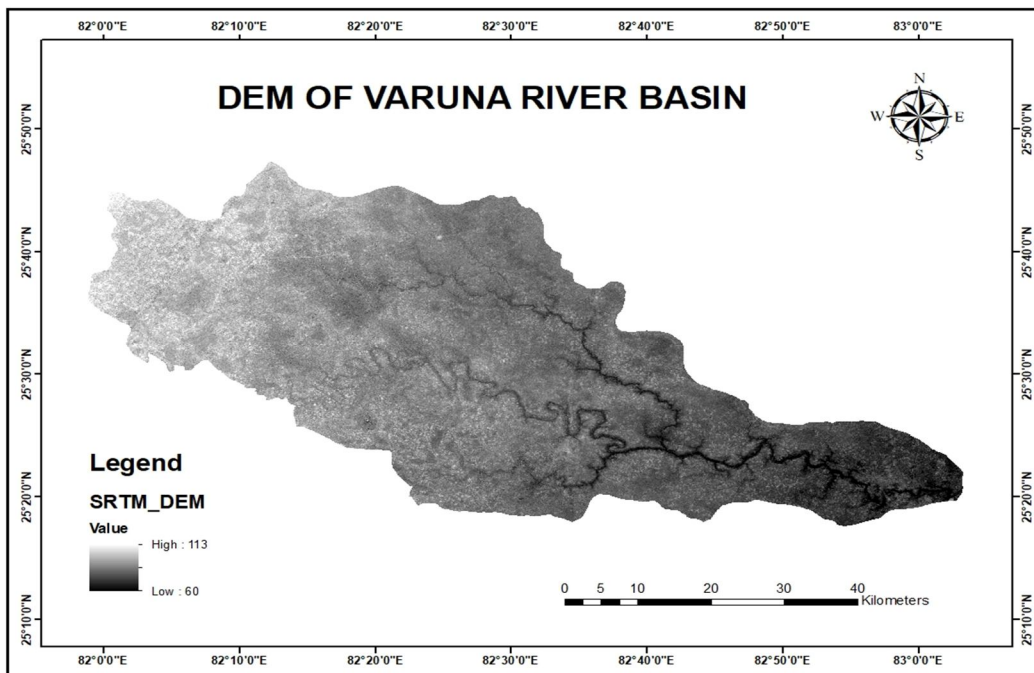 82°0'0"E 82°10'0"E 82°20'0"E 82°30'0"E 82°40'0"E 82°50'0"E 83°0'0"E
DEM OF VARUNA RIVER BASIN
N
W E
S
25°50'0"N 25°50'0"N
25°40'0"N 25°40'0"N
25°30'0"N 25°30'0"N
25°20'0"N 25°20'0"N
25°10'0"N 25°10'0"N
Legend
SRTM_DEM
Value
High : 113
Low : 60
0 5 10 20 30 40
Kilometers
82°0'0"E 82°10'0"E 82°20'0"E 82°30'0"E 82°40'0"E 82°50'0"E 83°0'0"E